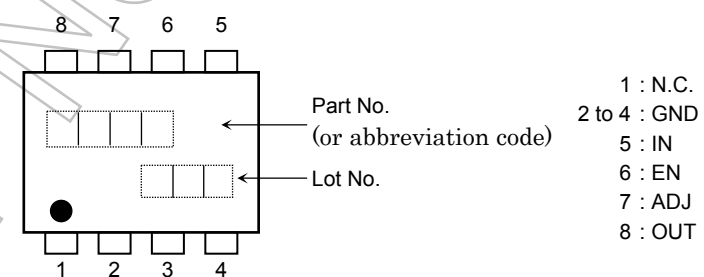 8 7 6 5
Part No.
(or abbreviation code)
Lot No.
1 2 3 4
1 : N.C.
2 to 4 : GND
5 : IN
6 : EN
7 : ADJ
8 : OUT